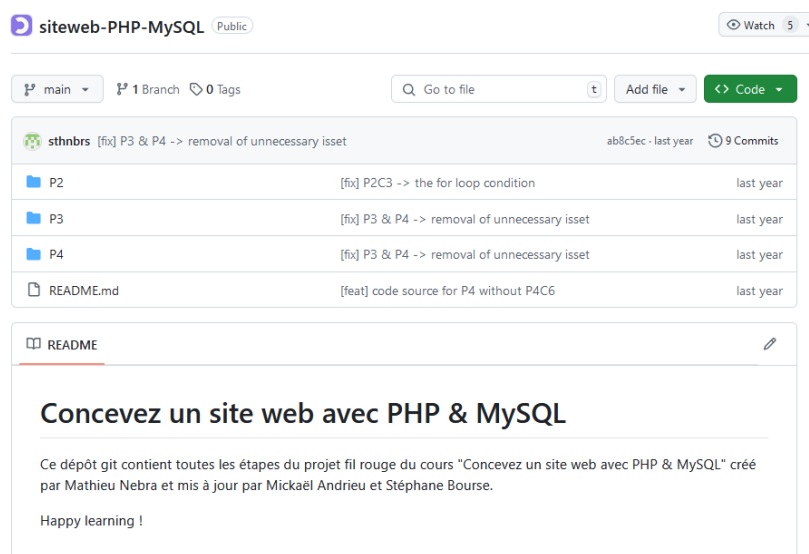 siteweb-PHP-MySQL Public Watch 5
main 1 Branch 0 Tags Go to file t Add file Code
sthnbrs [fix] P3 & P4 -> removal of unnecessary isset ab8c5ec · last year 9 Commits
P2 [fix] P2C3 -> the for loop condition last year
P3 [fix] P3 & P4 -> removal of unnecessary isset last year
P4 [fix] P3 & P4 -> removal of unnecessary isset last year
README.md [feat] code source for P4 without P4C6 last year
README
Concevez un site web avec PHP & MySQL
Ce dépôt git contient toutes les étapes du projet fil rouge du cours "Concevez un site web avec PHP & MySQL" créé
par Mathieu Nebra et mis à jour par Mickaël Andrieu et Stéphane Bourse.
Happy learning !